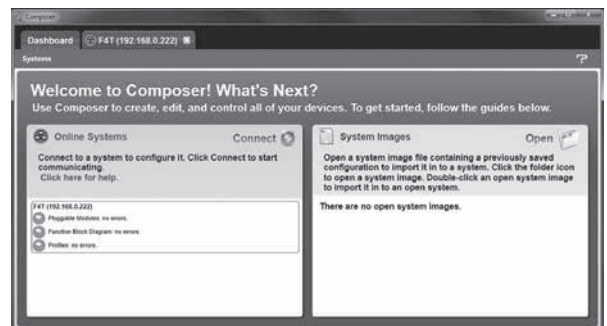 Composer
Dashboard
F4T (192.168.0.222)
Systems
?
Welcome to Composer! What's Next?
Use Composer to create, edit, and control all of your devices. To get started, follow the guides below.
Online Systems
Connect
Connect to a system to configure it. Click Connect to start
communicating.
Click here for help.
F4T (192.168.0.222)
Pluggable Modules: no errors.
Function Block Diagram: no errors.
Profiles: no errors.
System Images
Open
Open a system image file containing a previously saved
configuration to import it in to a system. Click the folder icon
to open a system image. Double-click an open system image
to import it in to an open system.
There are no open system images.